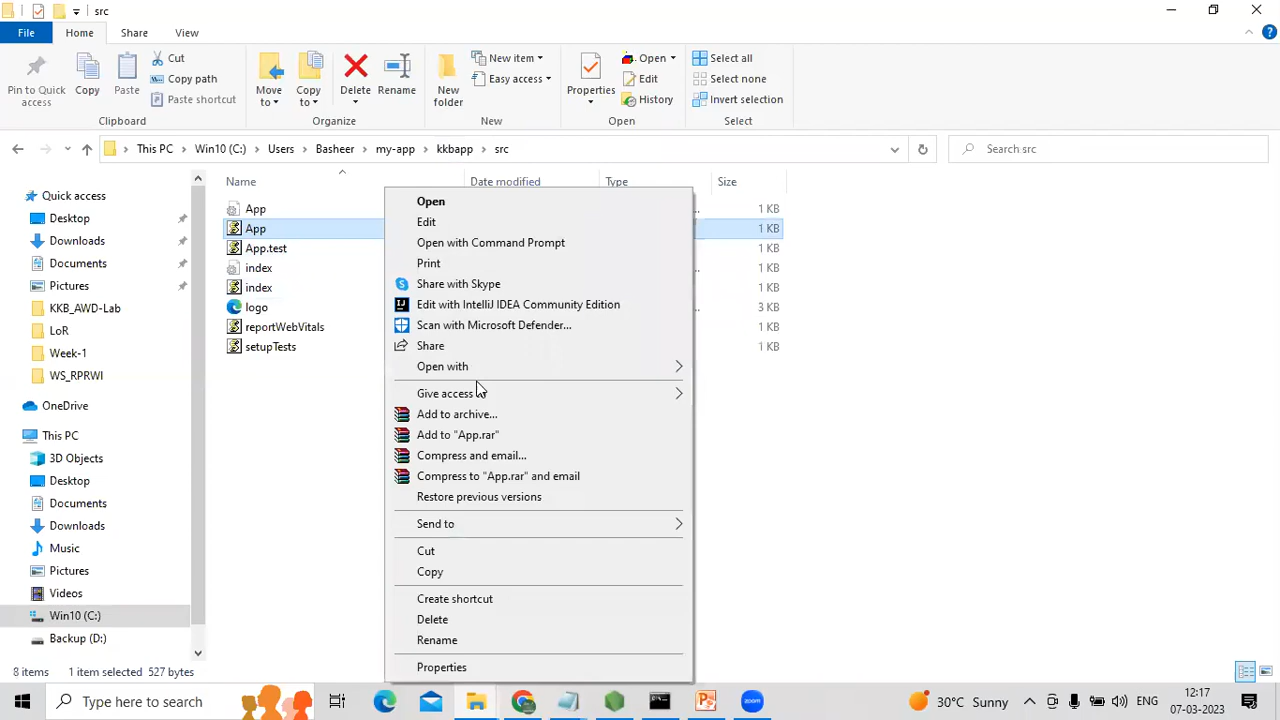 src
File Home Share View
Pin to Quick access
Copy
Paste
Cut
Copy path
Paste shortcut
Move to
Copy to
Delete
Rename
New folder
New item
Easy access
Properties
Open
Edit
History
Select all
Select none
Invert selection
Clipboard Organize New Open Select
This PC Win10 (C:) Users Basheer my-app kkbapp src
Search src
Name Date modified Type Size
Quick access
Desktop
Downloads
Documents
Pictures
KKB_AWD-Lab
LoR
Week-1
WS_RPRWI
OneDrive
This PC
3D Objects
Desktop
Documents
Downloads
Music
Pictures
Videos
Win10 (C:)
Backup (D:)
App 1 KB
App 1 KB
App.test 1 KB
index 1 KB
index 1 KB
logo 3 KB
reportWebVitals 1 KB
setupTests 1 KB
Open
Edit
Open with Command Prompt
Print
Share with Skype
Edit with IntelliJ IDEA Community Edition
Scan with Microsoft Defender...
Share
Open with
Give access
Add to archive...
Add to "App.rar"
Compress and email...
Compress to "App.rar" and email
Restore previous versions
Send to
Cut
Copy
Create shortcut
Delete
Rename
Properties
8 items 1 item selected 527 bytes
Type here to search
zoom
30°C Sunny
12:17
07-03-2023